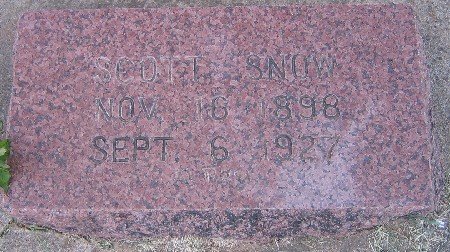 SCOTT SNOW
NOV. 16 1898
SEPT. 6 1927